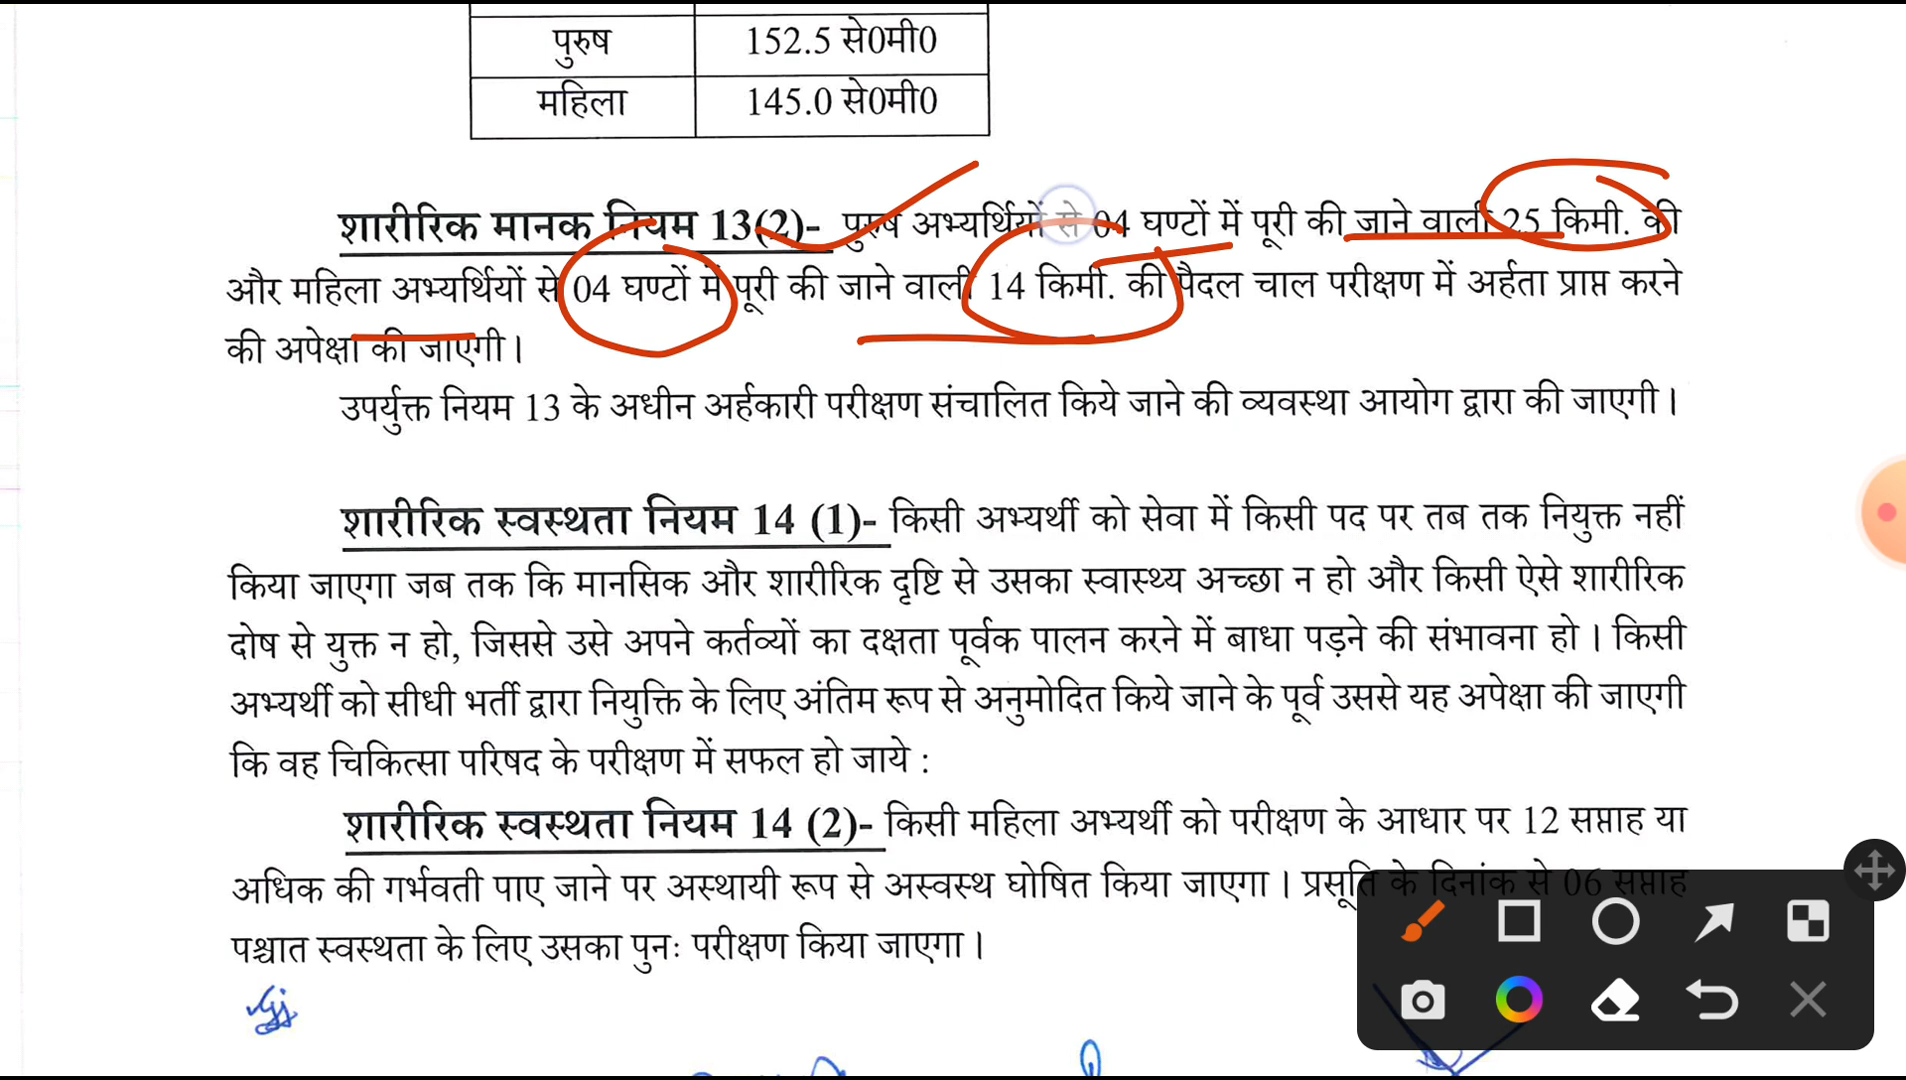 पुरुष 152.5 से0मी0
महिला 145.0 से0मी0
शारीरिक मानक नियम 13(2)- पुरुष अभ्यर्थियों से 04 घण्टों में पूरी की जाने वाली 25 किमी. की
और महिला अभ्यर्थियों से 04 घण्टों में पूरी की जाने वाली 14 किमी. की पैदल चाल परीक्षण में अर्हता प्राप्त करने
की अपेक्षा की जाएगी।
उपर्युक्त नियम 13 के अधीन अर्हकारी परीक्षण संचालित किये जाने की व्यवस्था आयोग द्वारा की जाएगी।
शारीरिक स्वस्थता नियम 14 (1)- किसी अभ्यर्थी को सेवा में किसी पद पर तब तक नियुक्त नहीं
किया जाएगा जब तक कि मानसिक और शारीरिक दृष्टि से उसका स्वास्थ्य अच्छा न हो और किसी ऐसे शारीरिक
दोष से युक्त न हो, जिससे उसे अपने कर्तव्यों का दक्षता पूर्वक पालन करने में बाधा पड़ने की संभावना हो। किसी
अभ्यर्थी को सीधी भर्ती द्वारा नियुक्ति के लिए अंतिम रूप से अनुमोदित किये जाने के पूर्व उससे यह अपेक्षा की जाएगी
कि वह चिकित्सा परिषद के परीक्षण में सफल हो जाये :
शारीरिक स्वस्थता नियम 14 (2)- किसी महिला अभ्यर्थी को परीक्षण के आधार पर 12 सप्ताह या
अधिक की गर्भवती पाए जाने पर अस्थायी रूप से अस्वस्थ घोषित किया जाएगा। प्रसूति के दिनांक से 06 सप्ताह
पश्चात स्वस्थता के लिए उसका पुनः परीक्षण किया जाएगा।